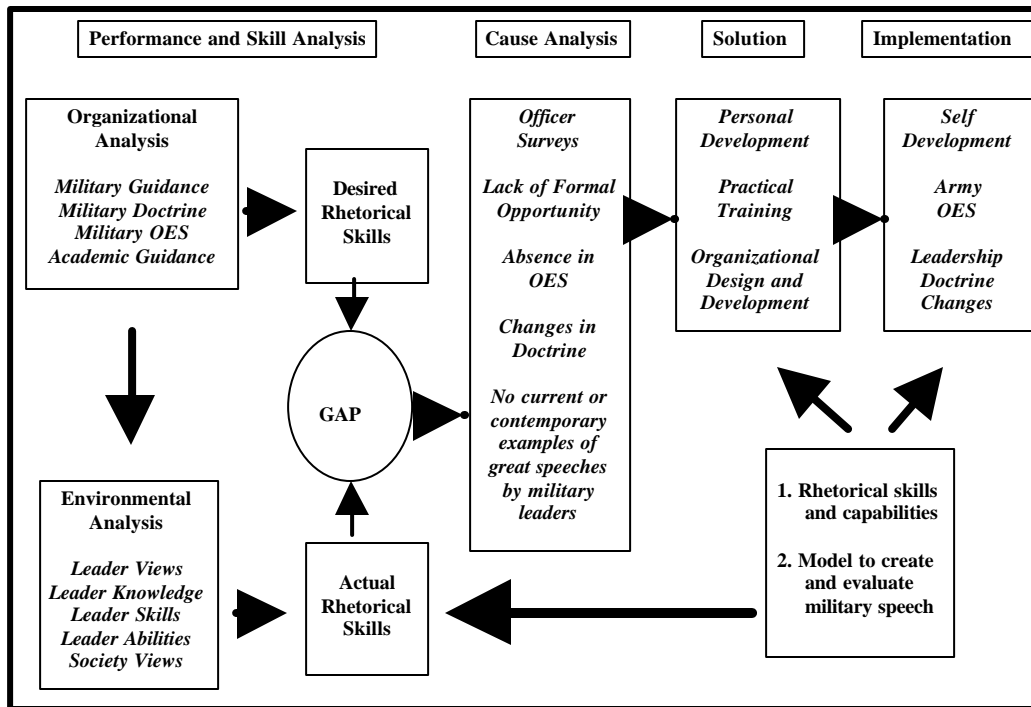 Performance and Skill Analysis
Cause Analysis
Solution
Implementation
Organizational
Analysis
Military Guidance
Military Doctrine
Military OES
Academic Guidance
Desired
Rhetorical
Skills
GAP
Environmental
Analysis
Leader Views
Leader Knowledge
Leader Skills
Leader Abilities
Society Views
Actual
Rhetorical
Skills
Officer
Surveys
Lack of Formal
Opportunity
Absence in
OES
Changes in
Doctrine
No current or
contemporary
examples of
great speeches
by military
leaders
Personal
Development
Practical
Training
Organizational
Design and
Development
Self
Development
Army
OES
Leadership
Doctrine
Changes
1. Rhetorical skills
and capabilities
2. Model to create
and evaluate
military speech